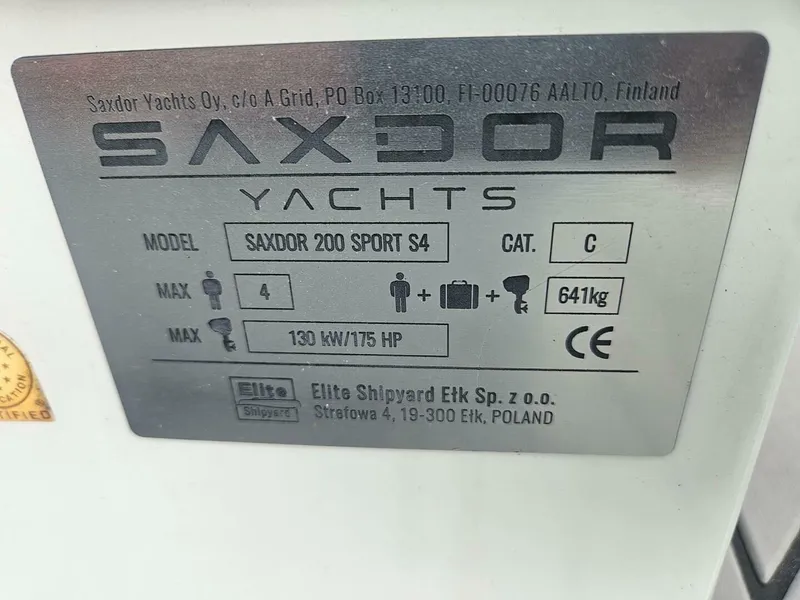 Saxdor Yachts Oy, c/o A Grid, PO Box 13100, FI-00076 AALTO, Finland
SAXDOR
YACHTS
MODEL SAXDOR 200 SPORT S4 CAT. C
MAX 4 + + 641kg
MAX 130 kW/175 HP CE
Elite Elite Shipyard Ełk Sp. z o.o.
Shipyard Strefowa 4, 19-300 Ełk, POLAND